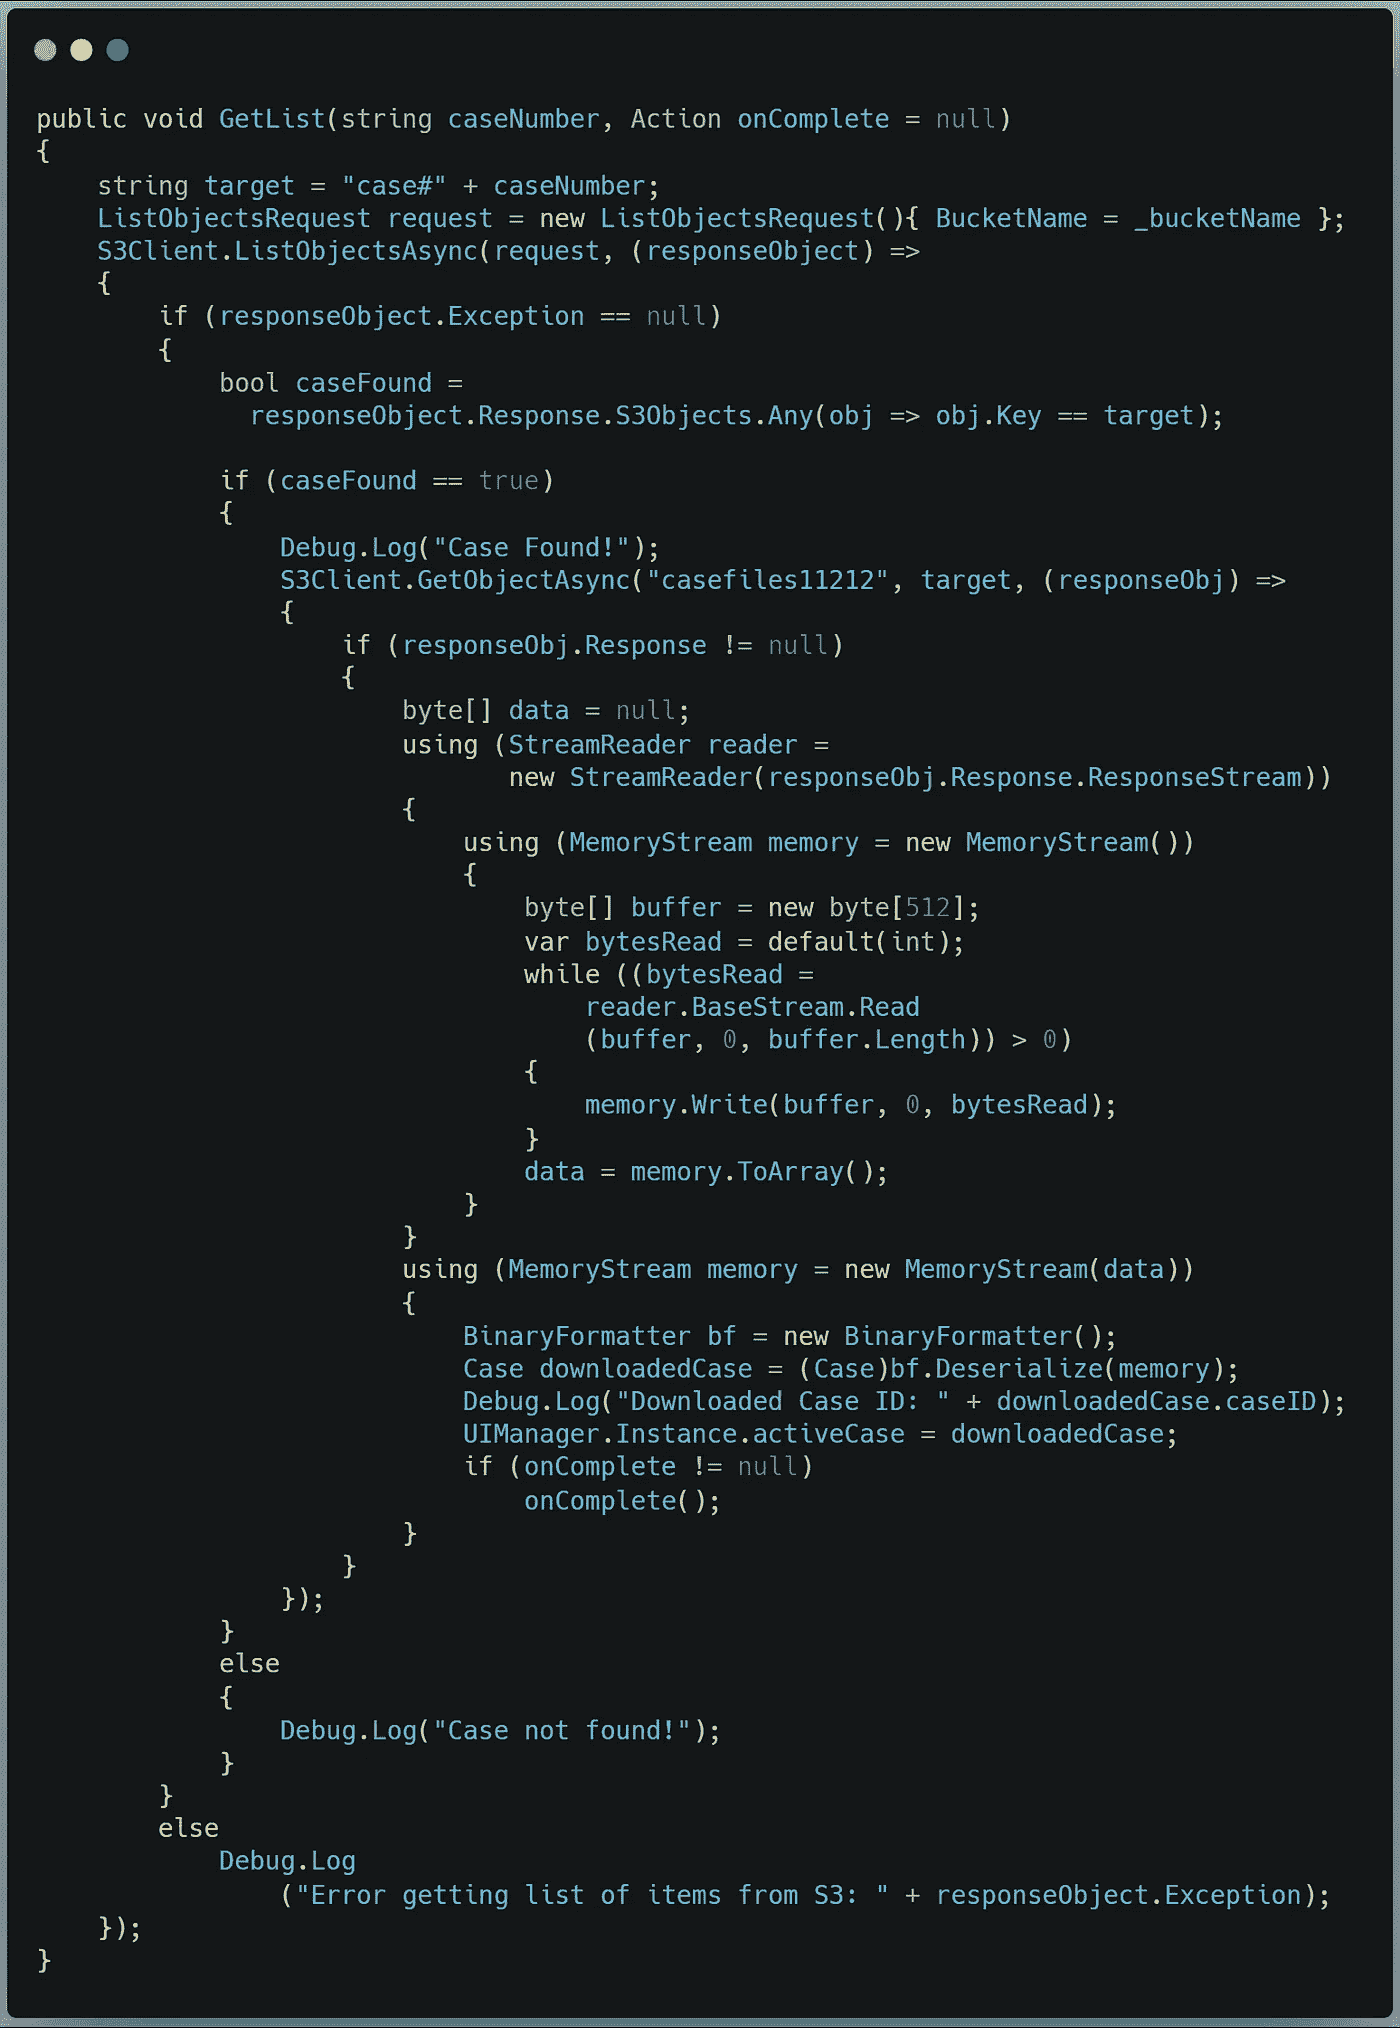 public void GetList(string caseNumber, Action onComplete = null)
{
    string target = "case#" + caseNumber;
    ListObjectsRequest request = new ListObjectsRequest(){ BucketName = _bucketName };
    S3Client.ListObjectsAsync(request, (responseObject) =>
    {
        if (responseObject.Exception == null)
        {
            bool caseFound =
              responseObject.Response.S3Objects.Any(obj => obj.Key == target);

            if (caseFound == true)
            {
                Debug.Log("Case Found!");
                S3Client.GetObjectAsync("casefiles11212", target, (responseObj) =>
                {
                    if (responseObj.Response != null)
                    {
                        byte[] data = null;
                        using (StreamReader reader =
                               new StreamReader(responseObj.Response.ResponseStream))
                        {
                            using (MemoryStream memory = new MemoryStream())
                            {
                                byte[] buffer = new byte[512];
                                var bytesRead = default(int);
                                while ((bytesRead =
                                    reader.BaseStream.Read
                                    (buffer, 0, buffer.Length)) > 0)
                                {
                                    memory.Write(buffer, 0, bytesRead);
                                }
                                data = memory.ToArray();
                            }
                        }
                        using (MemoryStream memory = new MemoryStream(data))
                        {
                            BinaryFormatter bf = new BinaryFormatter();
                            Case downloadedCase = (Case)bf.Deserialize(memory);
                            Debug.Log("Downloaded Case ID: " + downloadedCase.caseID);
                            UIManager.Instance.activeCase = downloadedCase;
                            if (onComplete != null)
                                onComplete();
                        }
                    }
                });
            }
            else
            {
                Debug.Log("Case not found!");
            }
        }
        else
            Debug.Log
                ("Error getting list of items from S3: " + responseObject.Exception);
    });
}